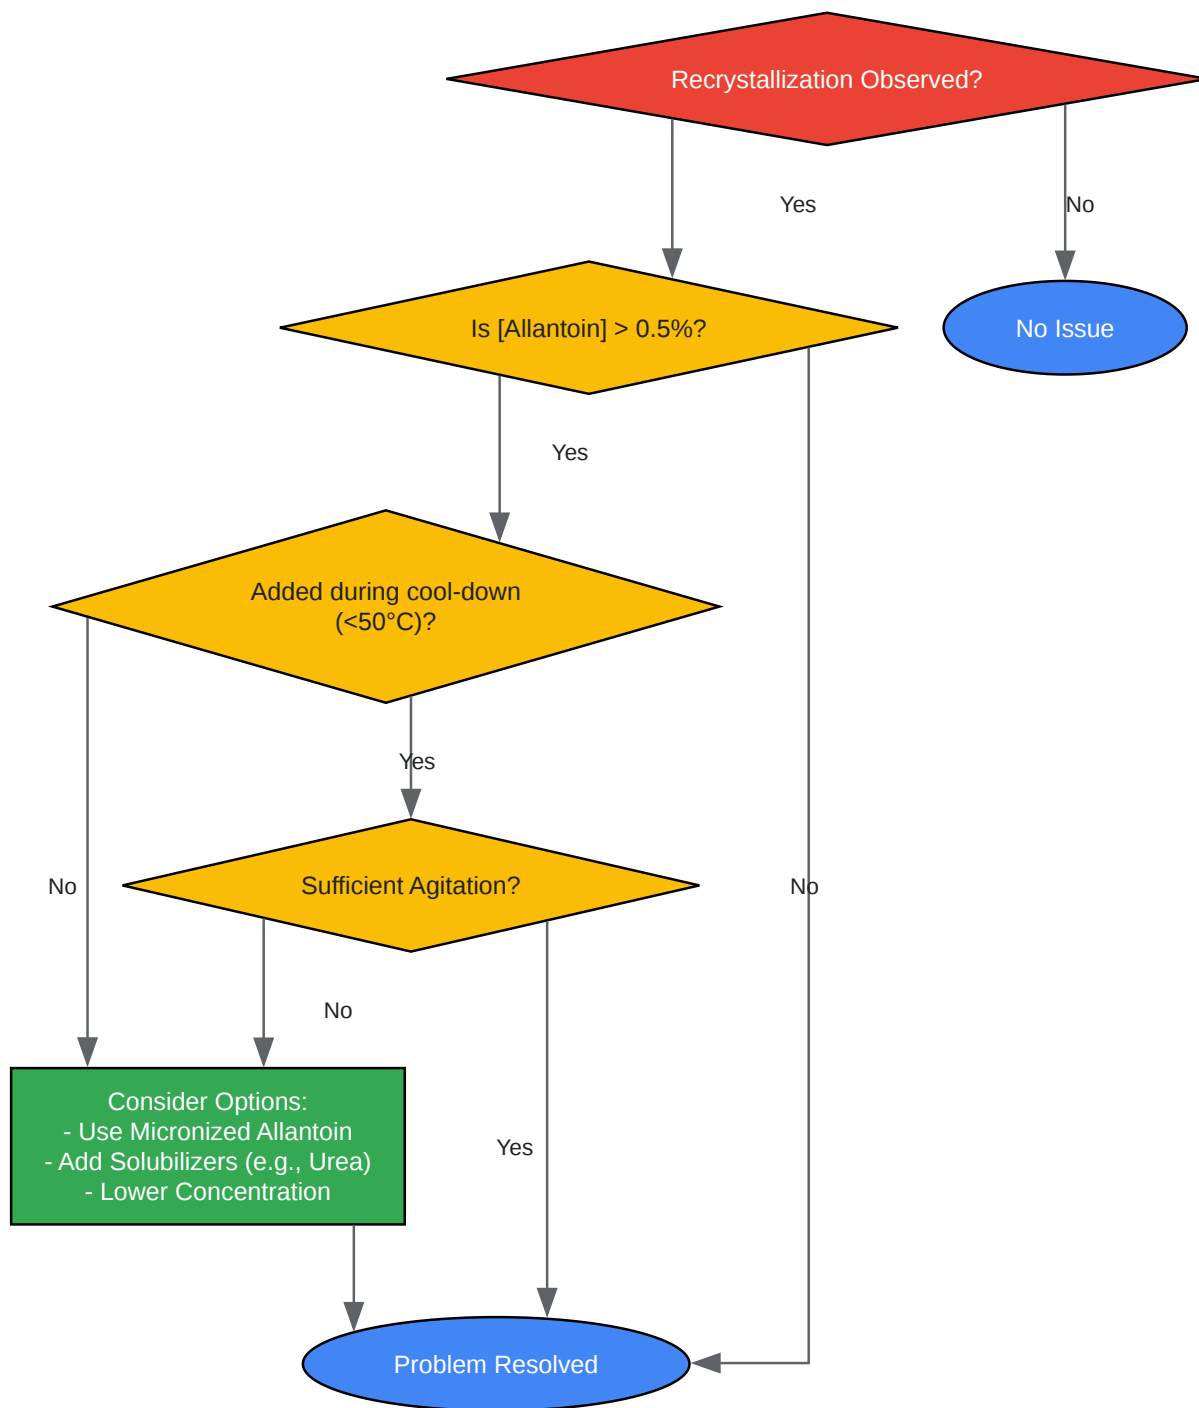 Recrystallization Observed?
Yes
No
Is [Allantoin] > 0.5%?
No Issue
Yes
Added during cool-down
(<50°C)?
Yes
No
Sufficient Agitation?
No
No
Consider Options:
- Use Micronized Allantoin
- Add Solubilizers (e.g., Urea)
- Lower Concentration
Yes
Problem Resolved